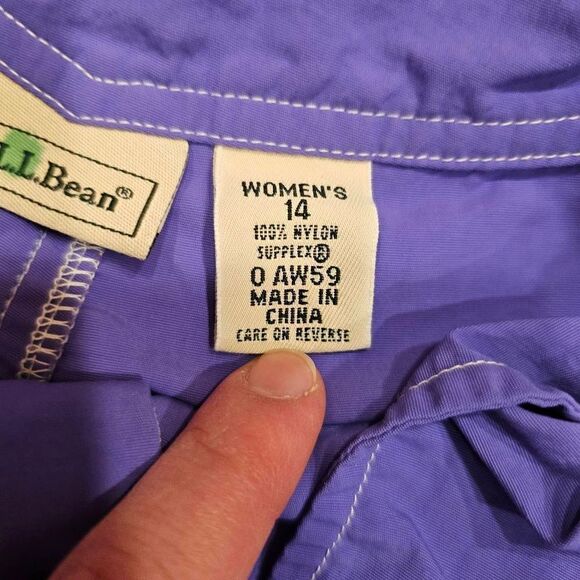 L.L.Bean®
WOMEN'S
14
100% NYLON
SUPPLEX®
0 AW59
MADE IN
CHINA
CARE ON REVERSE